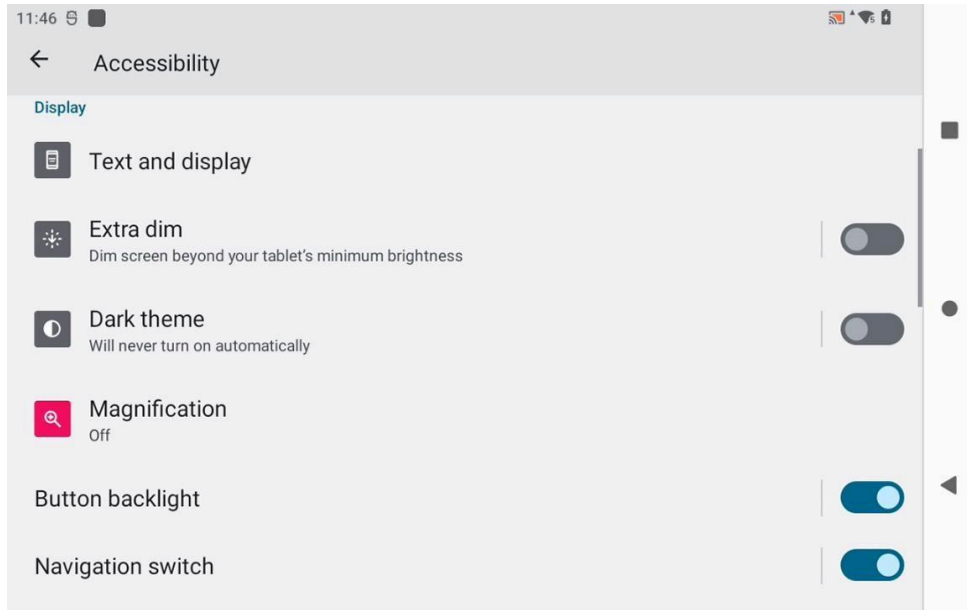 11:46
Accessibility
Display
Text and display
Extra dim
Dim screen beyond your tablet's minimum brightness
Dark theme
Will never turn on automatically
Magnification
Off
Button backlight
Navigation switch